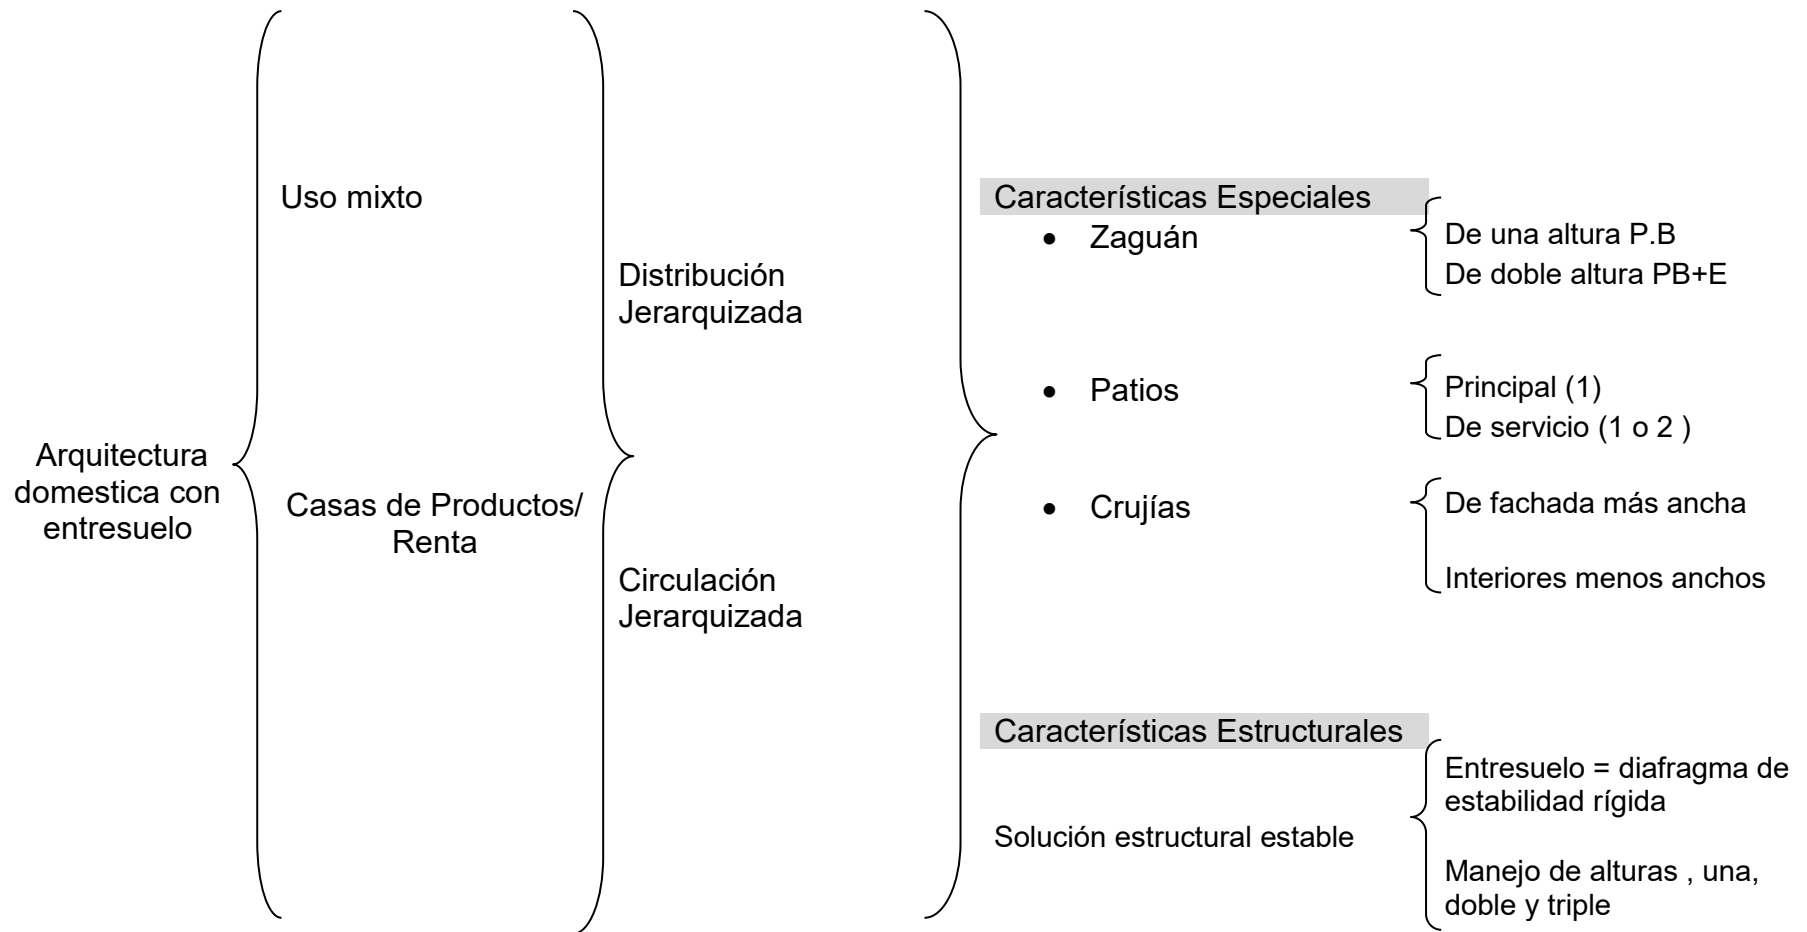 Arquitectura
domestica con
entresuelo
Uso mixto
Casas de Productos/
Renta
Distribución
Jerarquizada
Circulación
Jerarquizada
Características Especiales
• Zaguán
De una altura P.B
De doble altura PB+E
• Patios
Principal (1)
De servicio (1 o 2 )
• Crujías
De fachada más ancha
Interiores menos anchos
Características Estructurales
Solución estructural estable
Entresuelo = diafragma de
estabilidad rígida
Manejo de alturas , una,
doble y triple